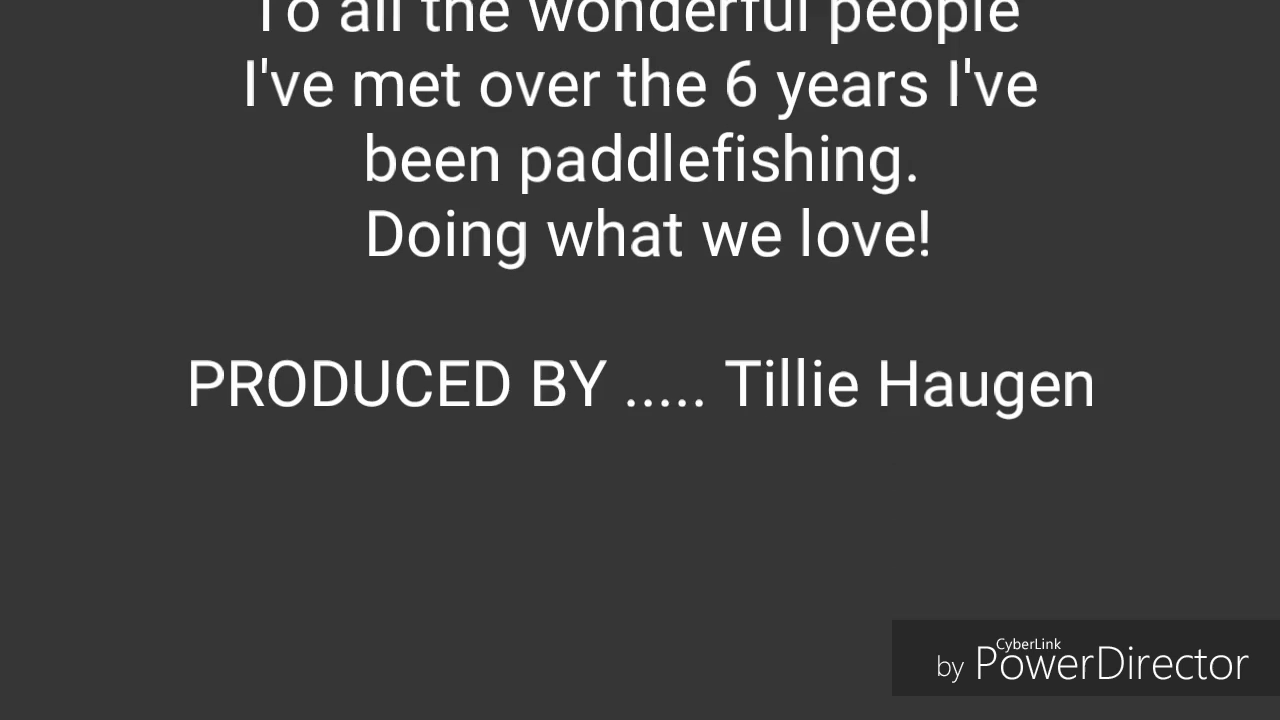 To all the wonderful people
I've met over the 6 years I've
been paddlefishing.
Doing what we love!
PRODUCED BY ..... Tillie Haugen
CyberLink
by PowerDirector